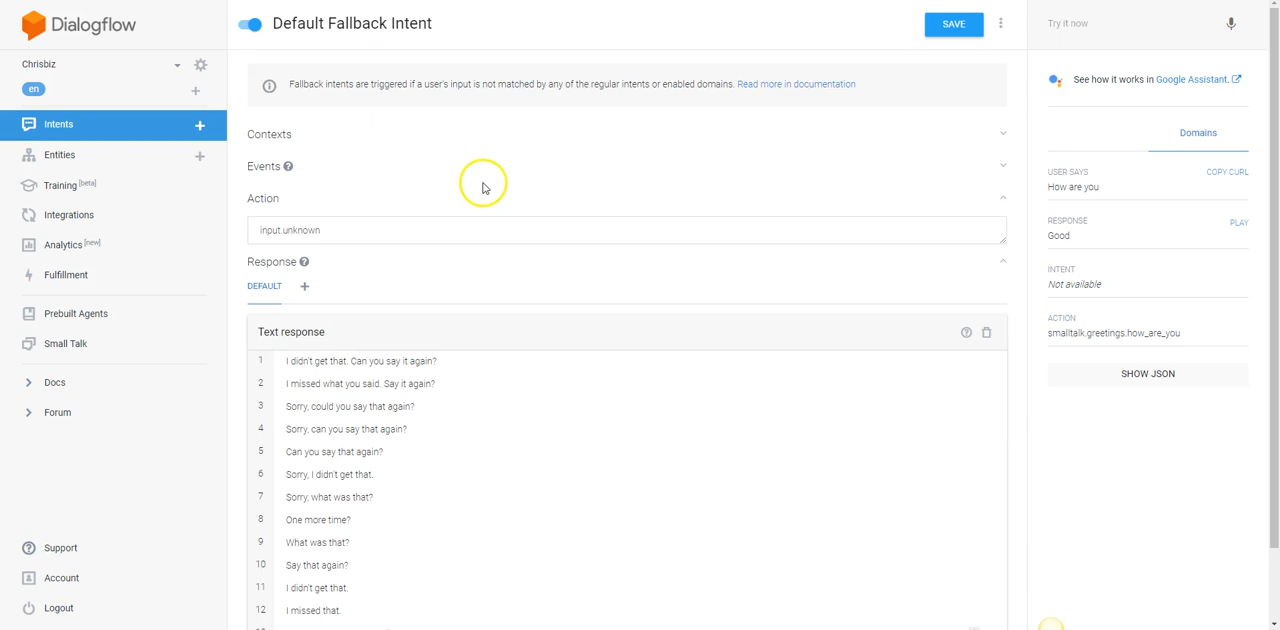 Dialogflow
Chrisbiz
en
Intents
Entities
Training [beta]
Integrations
Analytics [new]
Fulfillment
Prebuilt Agents
Small Talk
Docs
Forum
Support
Account
Logout
Default Fallback Intent
SAVE
Fallback intents are triggered if a user's input is not matched by any of the regular intents or enabled domains. Read more in documentation
Contexts
Events
Action
input.unknown
Response
DEFAULT
Text response
1 I didn't get that. Can you say it again?
2 I missed what you said. Say it again?
3 Sorry, could you say that again?
4 Sorry, can you say that again?
5 Can you say that again?
6 Sorry, I didn't get that.
7 Sorry, what was that?
8 One more time?
9 What was that?
10 Say that again?
11 I didn't get that.
12 I missed that.
Try it now
See how it works in Google Assistant.
Domains
USER SAYS COPY CURL
How are you
RESPONSE PLAY
Good
INTENT
Not available
ACTION
smalltalk.greetings.how_are_you
SHOW JSON